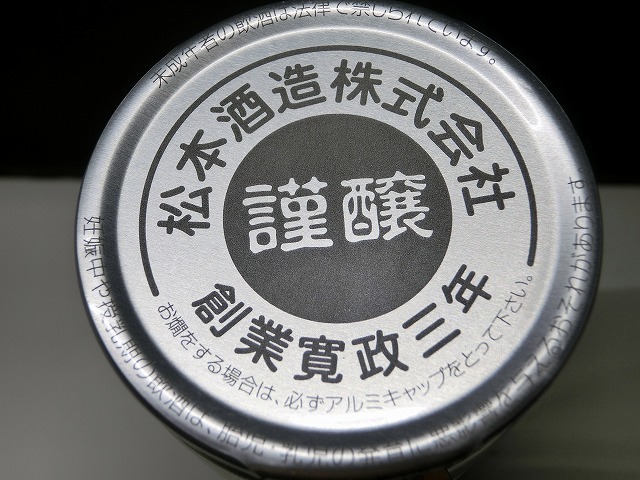 未成年者の飲酒は法律で禁じられています。
松本酒造株式会社
謹醸
創業寛政三年
お燗をする場合は、必ずアルミキャップをとって下さい。
妊娠中や授乳期の飲酒は、胎児・乳児の発育に悪影響を与えるおそれがあります